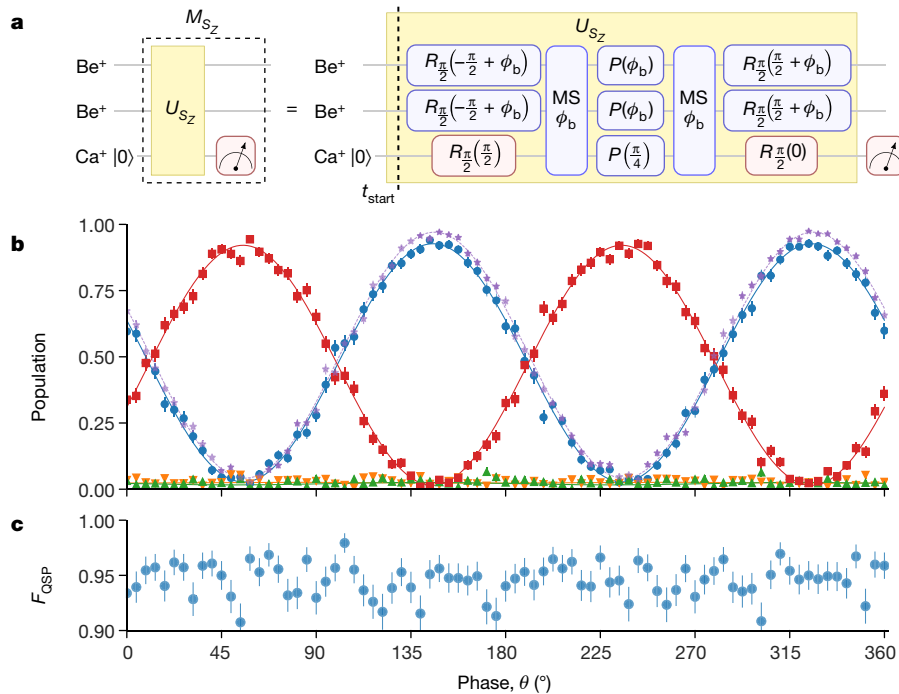 a
M_{S_Z}
U_{S_Z}
Be⁺
Be⁺
Ca⁺ |0⟩
U_{S_Z}
=
Be⁺ R_{π/2}(−π/2 + ϕ_b) MS ϕ_b P(ϕ_b) MS ϕ_b R_{π/2}(π/2 + ϕ_b)
Be⁺ R_{π/2}(−π/2 + ϕ_b) P(ϕ_b) R_{π/2}(π/2 + ϕ_b)
Ca⁺ |0⟩ R_{π/2}(π/2) P(π/4) R_{π/2}(0)
t_start
b
1.00
0.75
0.50
0.25
0.00
Population
c
1.00
0.95
0.90
F_QSP
0 45 90 135 180 225 270 315 360
Phase, θ (°)